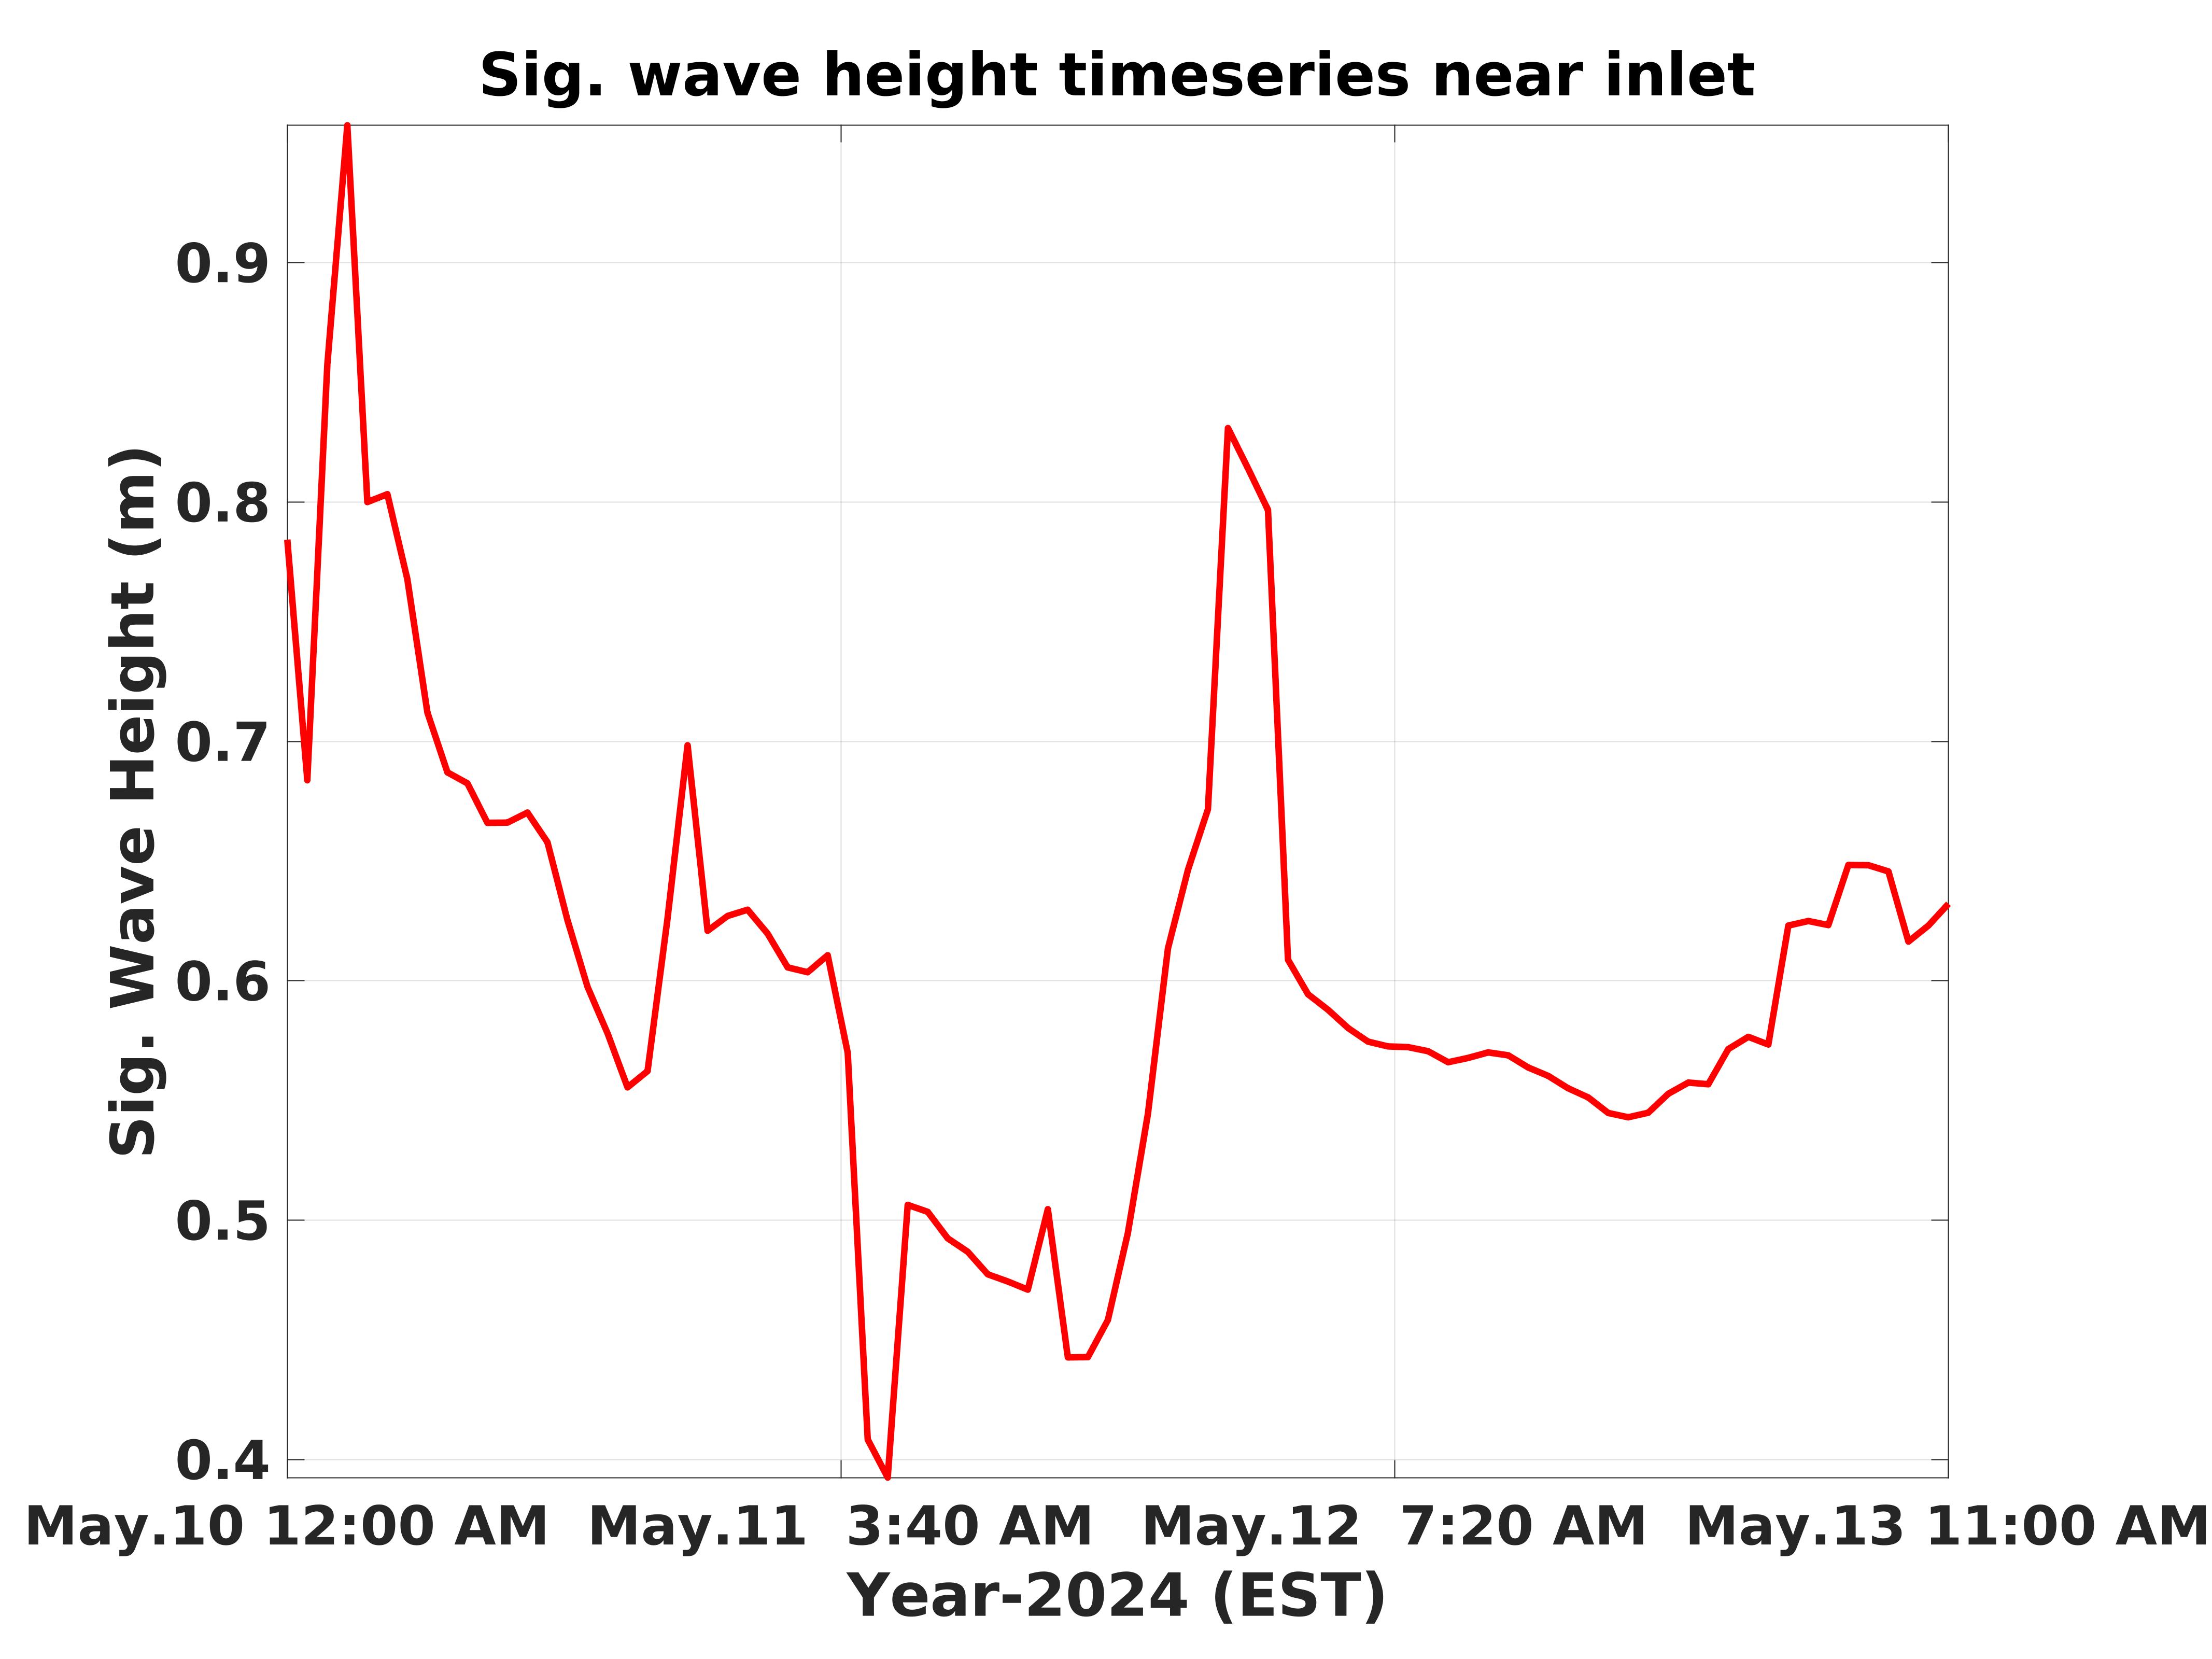 Sig. wave height timeseries near inlet
Sig. Wave Height (m)
0.9
0.8
0.7
0.6
0.5
0.4
May.10 12:00 AM May.11 3:40 AM May.12 7:20 AM May.13 11:00 AM
Year-2024 (EST)